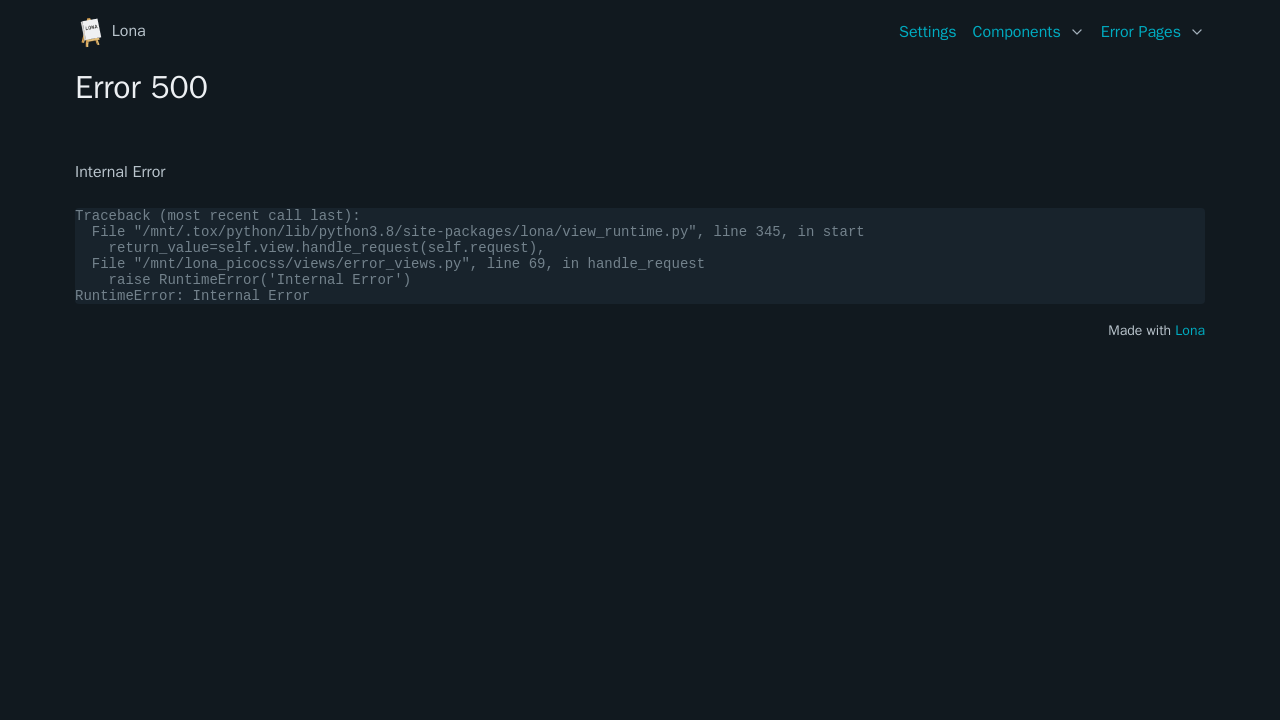 LONA
Lona
Settings
Components
Error Pages
Error 500
Internal Error
Traceback (most recent call last):
  File "/mnt/.tox/python/lib/python3.8/site-packages/lona/view_runtime.py", line 345, in start
    return_value=self.view.handle_request(self.request),
  File "/mnt/lona_picocss/views/error_views.py", line 69, in handle_request
    raise RuntimeError('Internal Error')
RuntimeError: Internal Error
Made with Lona